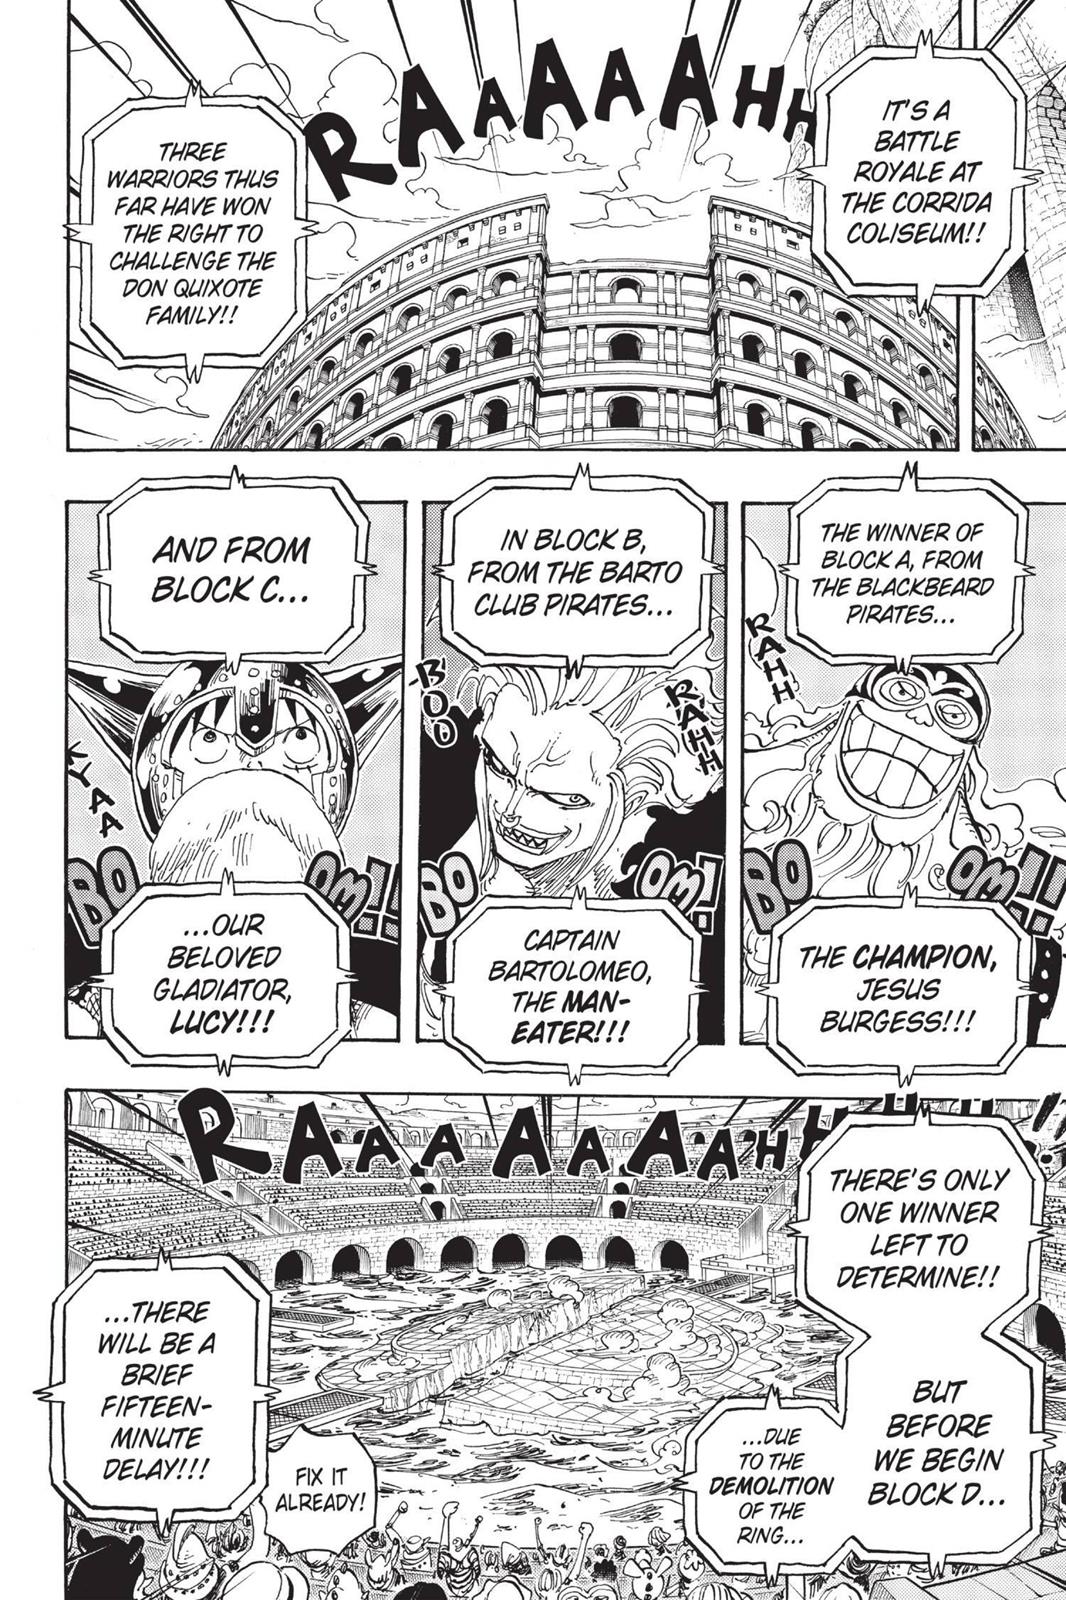 RAAAAAHH
IT'S A
BATTLE
ROYALE AT
THE CORRIDA
COLISEUM!!
THREE
WARRIORS THUS
FAR HAVE WON
THE RIGHT TO
CHALLENGE THE
DON QUIXOTE
FAMILY!!
THE WINNER OF
BLOCK A, FROM
THE BLACKBEARD
PIRATES...
RAHH
BOOM!!
THE CHAMPION,
JESUS
BURGESS!!!
IN BLOCK B,
FROM THE BARTO
CLUB PIRATES...
BOO
RAHH
BOOM!
CAPTAIN
BARTOLOMEO,
THE MAN-
EATER!!!
AND FROM
BLOCK C...
KYAA
BOOM!!
...OUR
BELOVED
GLADIATOR,
LUCY!!!
RAAAAAAAHH
THERE'S ONLY
ONE WINNER
LEFT TO
DETERMINE!!
BUT
BEFORE
WE BEGIN
BLOCK D...
...DUE
TO THE
DEMOLITION
OF THE
RING...
...THERE
WILL BE A
BRIEF
FIFTEEN-
MINUTE
DELAY!!!
FIX IT
ALREADY!